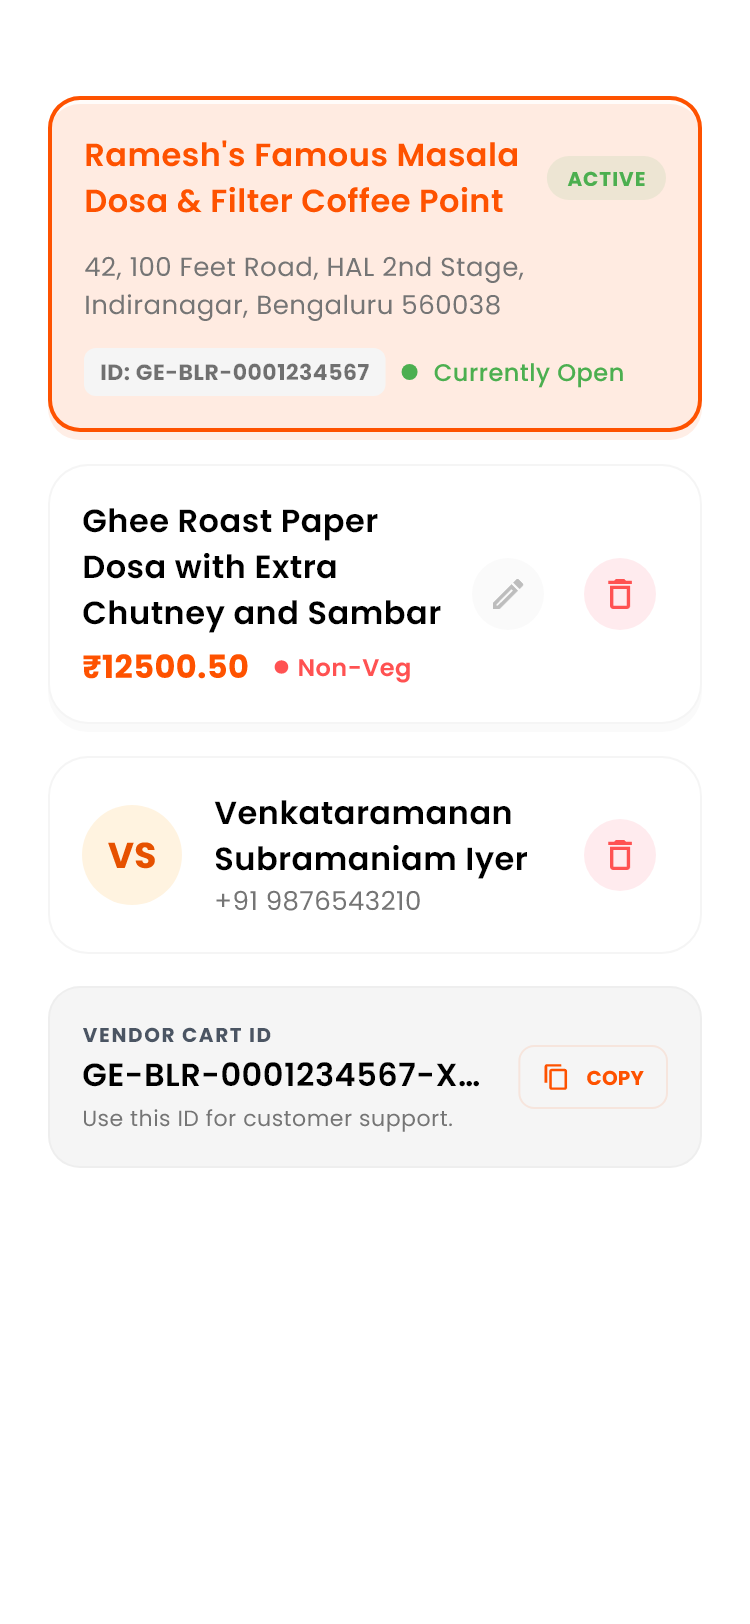 Ramesh's Famous Masala
Dosa & Filter Coffee Point
ACTIVE
42, 100 Feet Road, HAL 2nd Stage,
Indiranagar, Bengaluru 560038
ID: GE-BLR-0001234567
Currently Open
Ghee Roast Paper
Dosa with Extra
Chutney and Sambar
₹12500.50
Non-Veg
VS
Venkataramanan
Subramaniam Iyer
+91 9876543210
VENDOR CART ID
GE-BLR-0001234567-X...
Use this ID for customer support.
COPY